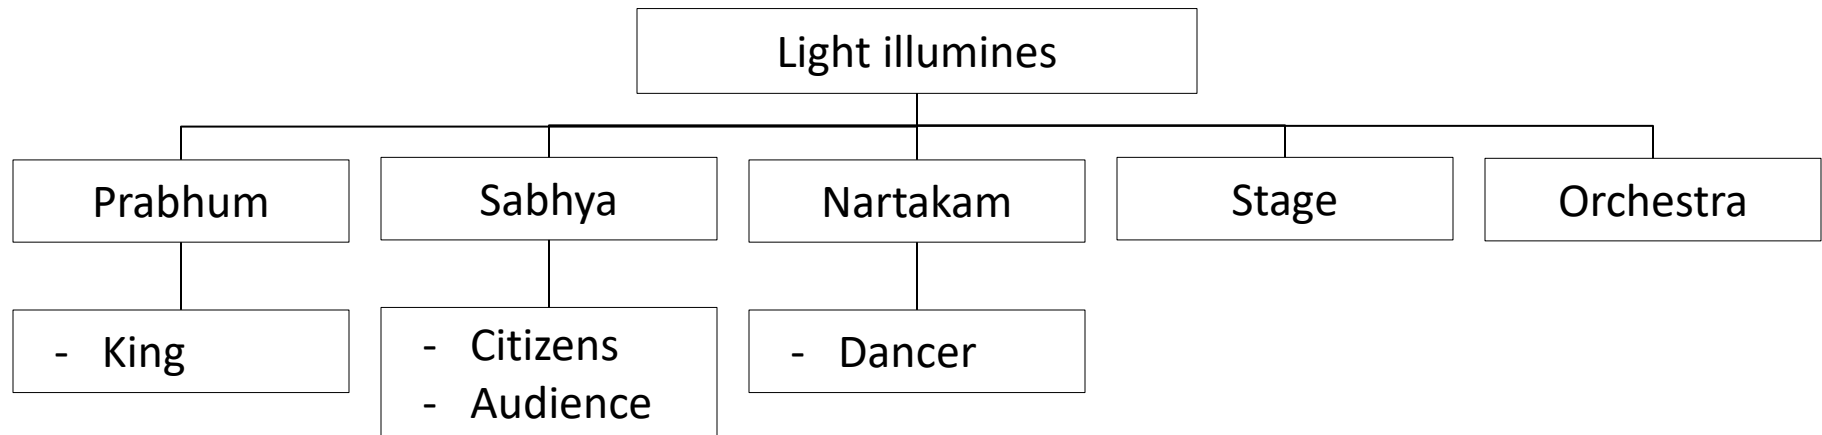 Light illumines
Prabhum
Sabhya
Nartakam
Stage
Orchestra
- King
- Citizens
- Audience
- Dancer